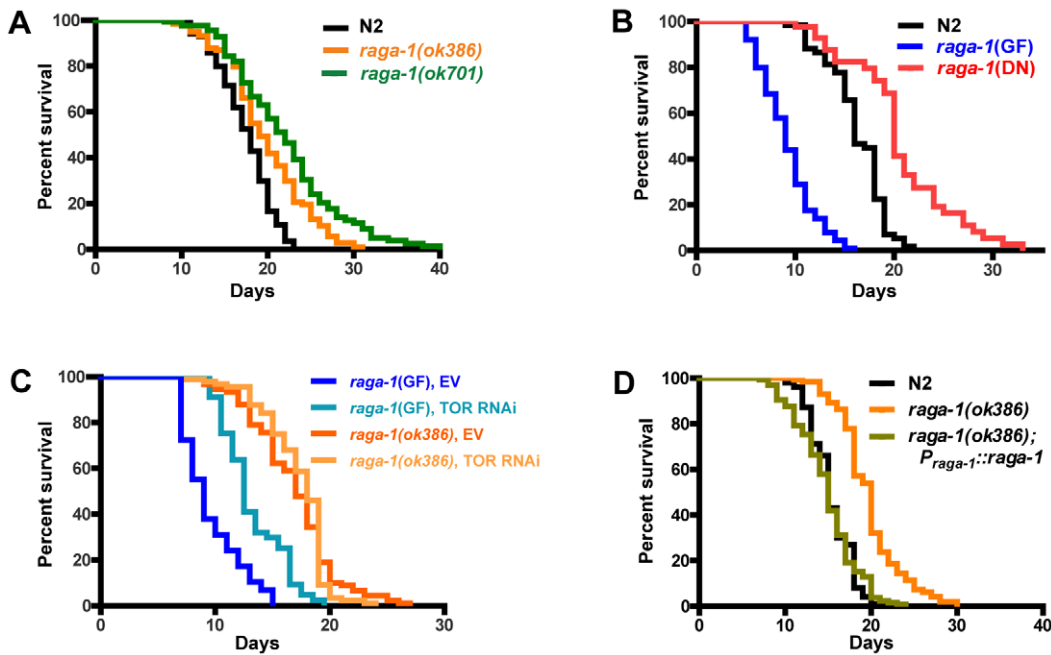 A
N2
raga-1(ok386)
raga-1(ok701)
Percent survival
100
80
60
40
20
0
0 10 20 30 40
Days
B
N2
raga-1(GF)
raga-1(DN)
Percent survival
100
80
60
40
20
0
0 10 20 30
Days
C
raga-1(GF), EV
raga-1(GF), TOR RNAi
raga-1(ok386), EV
raga-1(ok386), TOR RNAi
Percent survival
100
80
60
40
20
0
0 10 20 30
Days
D
N2
raga-1(ok386)
raga-1(ok386);
Praga-1::raga-1
Percent survival
100
80
60
40
20
0
0 10 20 30 40
Days